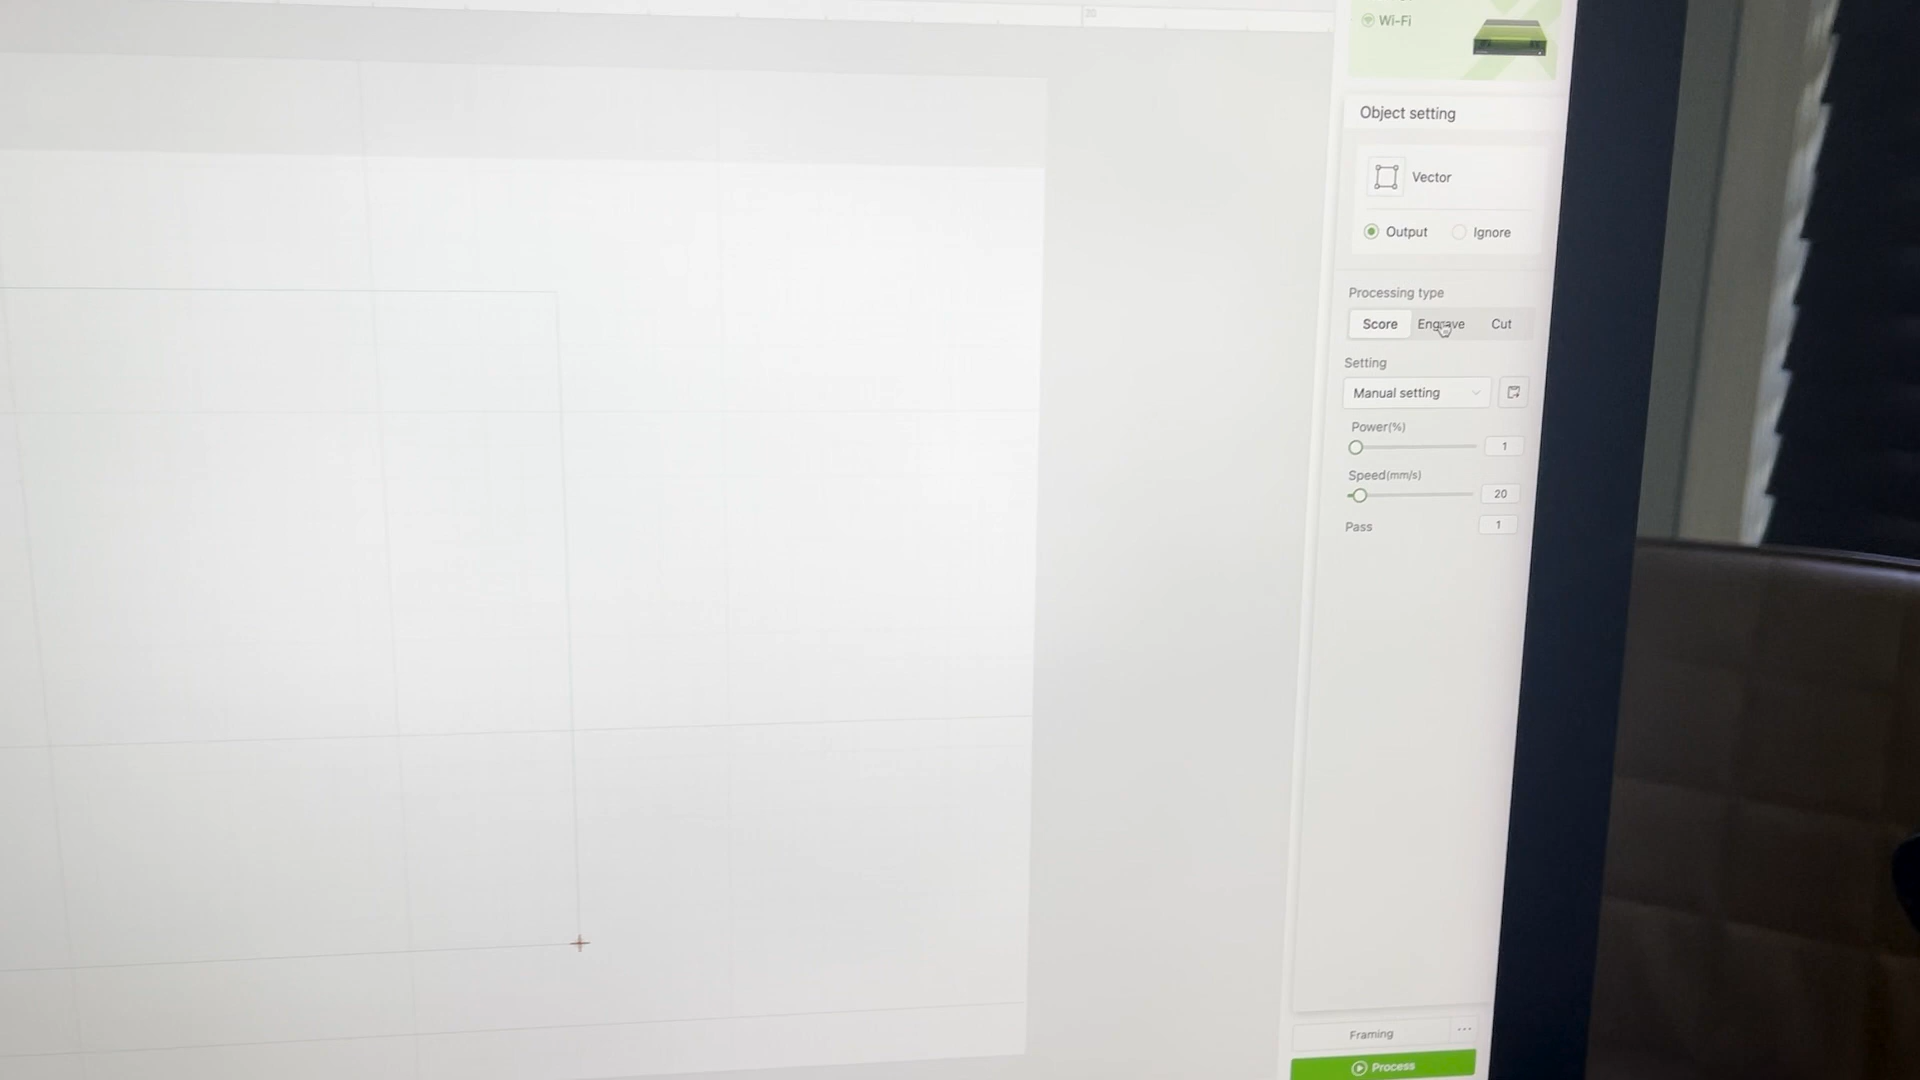 20
Wi-Fi
Object setting
Vector
Output Ignore
Processing type
Score Engrave Cut
Setting
Manual setting
Power(%)
1
Speed(mm/s)
20
Pass 1
Framing ...
Process